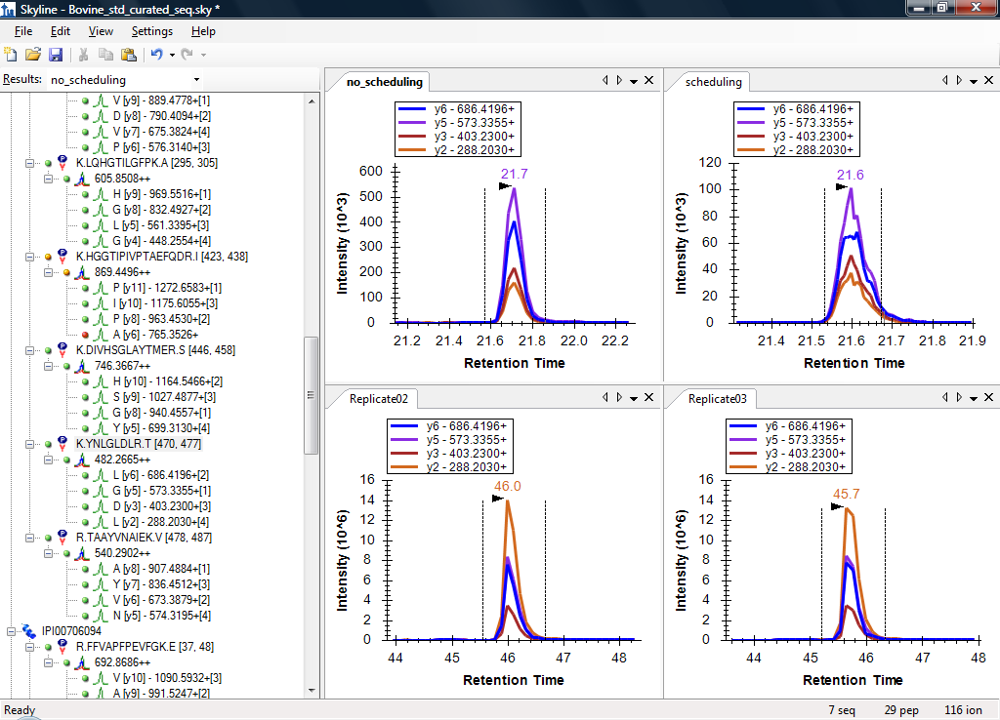 Skyline - Bovine_std_curated_seq.sky *
File Edit View Settings Help
Results: no_scheduling
V [y9] - 889.4778+[1]
D [y8] - 790.4094+[2]
V [y7] - 675.3824+[4]
P [y6] - 576.3140+[3]
K.LQHGTILGFPK.A [295, 305]
605.8508++
H [y9] - 969.5516+[1]
G [y8] - 832.4927+[2]
L [y5] - 561.3395+[3]
G [y4] - 448.2554+[4]
K.HGGTIPIVPTAEFQDR.I [423, 438]
869.4496++
P [y11] - 1272.6583+[1]
I [y10] - 1175.6055+[3]
P [y8] - 963.4530+[2]
A [y6] - 765.3526+
K.DIVHSGLAYTMER.S [446, 458]
746.3667++
H [y10] - 1164.5466+[2]
S [y9] - 1027.4877+[3]
G [y8] - 940.4557+[1]
Y [y5] - 699.3130+[4]
K.YNLGLDLR.T [470, 477]
482.2665++
L [y6] - 686.4196+[2]
G [y5] - 573.3355+[1]
D [y3] - 403.2300+[3]
L [y2] - 288.2030+[4]
R.TAAYVNAIEK.V [478, 487]
540.2902++
A [y8] - 907.4884+[1]
Y [y7] - 836.4512+[3]
V [y6] - 673.3879+[2]
N [y5] - 574.3195+[4]
IPI00706094
R.FFVAPFPEVFGK.E [37, 48]
692.8686++
V [y10] - 1090.5932+[3]
A [y9] - 991.5247+[2]
no_scheduling
y6 - 686.4196+
y5 - 573.3355+
y3 - 403.2300+
y2 - 288.2030+
21.7
600
500
400
300
200
100
0
Intensity (10^3)
21.2 21.4 21.6 21.8 22.0 22.2
Retention Time
scheduling
y6 - 686.4196+
y5 - 573.3355+
y3 - 403.2300+
y2 - 288.2030+
21.6
120
100
80
60
40
20
0
Intensity (10^3)
21.4 21.5 21.6 21.7 21.8 21.9
Retention Time
Replicate02
y6 - 686.4196+
y5 - 573.3355+
y3 - 403.2300+
y2 - 288.2030+
46.0
16
14
12
10
8
6
4
2
0
Intensity (10^6)
44 45 46 47 48
Retention Time
Replicate03
y6 - 686.4196+
y5 - 573.3355+
y3 - 403.2300+
y2 - 288.2030+
45.7
16
14
12
10
8
6
4
2
0
Intensity (10^6)
44 45 46 47 48
Retention Time
Ready 7 seq 29 pep 116 ion